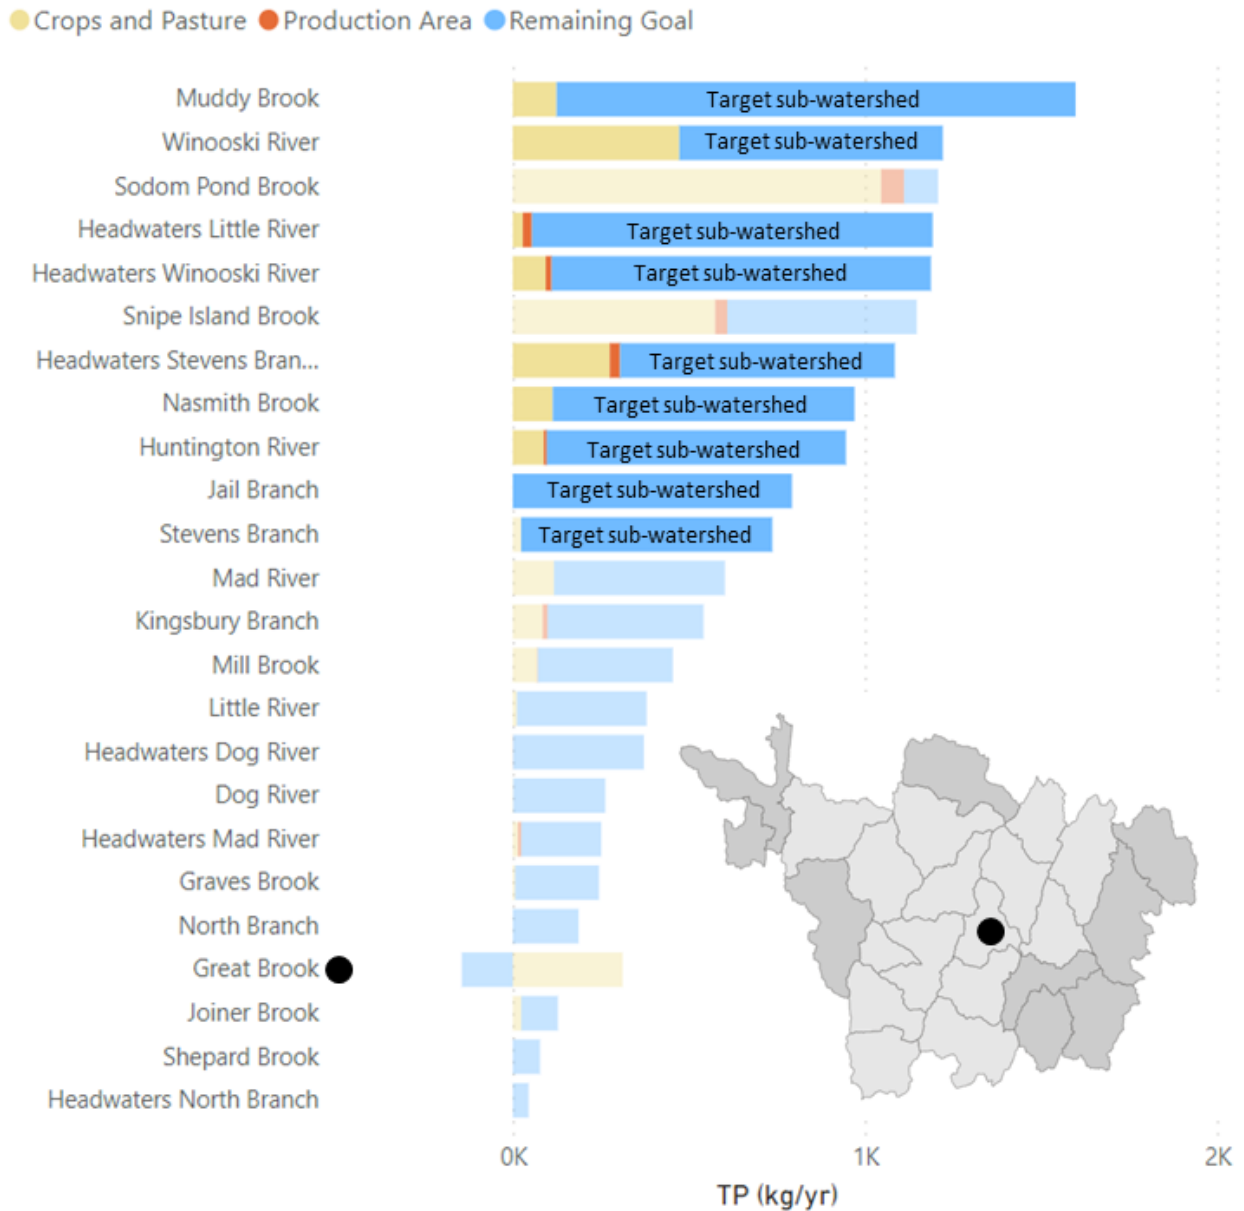 Crops and Pasture Production Area Remaining Goal
Muddy Brook Target sub-watershed
Winooski River Target sub-watershed
Sodom Pond Brook
Headwaters Little River Target sub-watershed
Headwaters Winooski River Target sub-watershed
Snipe Island Brook
Headwaters Stevens Bran... Target sub-watershed
Nasmith Brook Target sub-watershed
Huntington River Target sub-watershed
Jail Branch Target sub-watershed
Stevens Branch Target sub-watershed
Mad River
Kingsbury Branch
Mill Brook
Little River
Headwaters Dog River
Dog River
Headwaters Mad River
Graves Brook
North Branch
Great Brook
Joiner Brook
Shepard Brook
Headwaters North Branch
0K 1K 2K
TP (kg/yr)